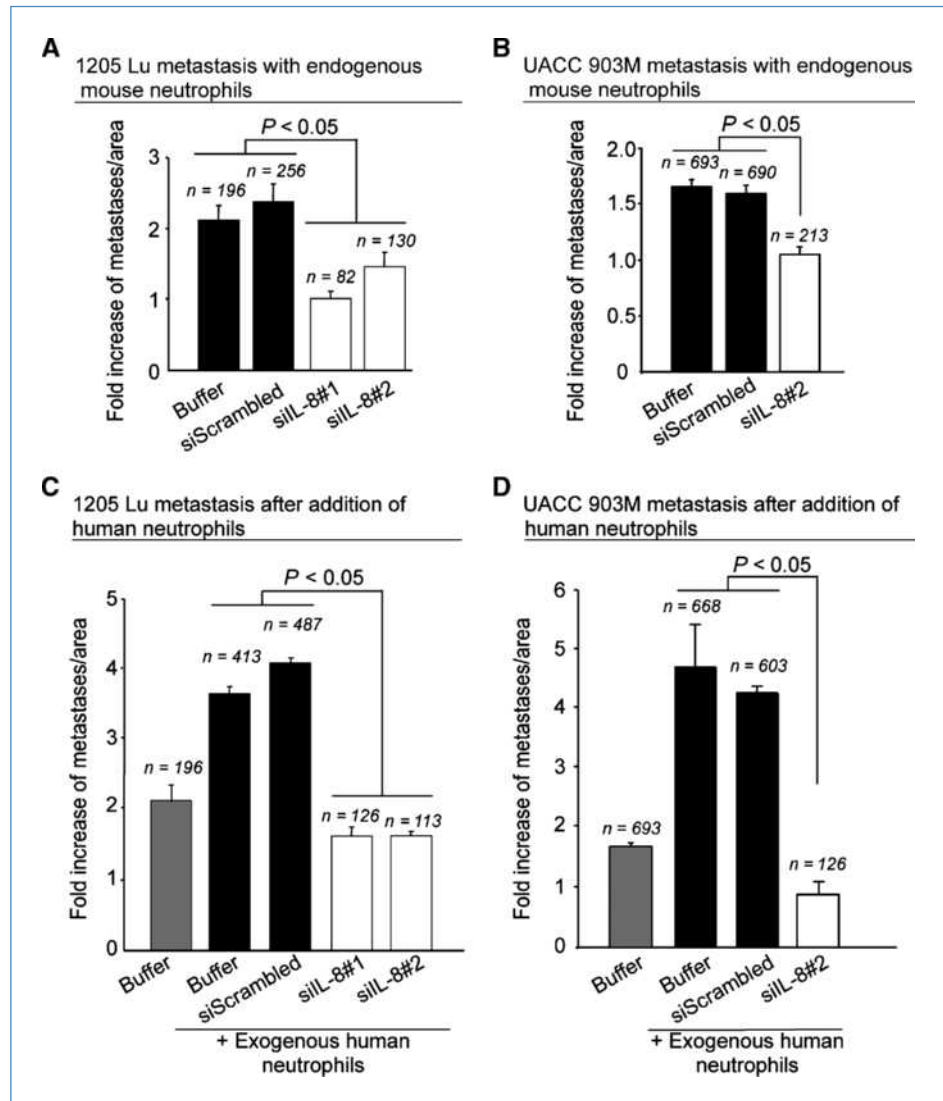 A
1205 Lu metastasis with endogenous
mouse neutrophils
Fold increase of metastases/area
3
2
1
0
P < 0.05
n = 196
n = 256
n = 82
n = 130
Buffer
siScrambled
siIL-8#1
siIL-8#2
B
UACC 903M metastasis with endogenous
mouse neutrophils
Fold increase of metastases/area
2.0
1.5
1.0
0.5
0
P < 0.05
n = 693
n = 690
n = 213
Buffer
siScrambled
siIL-8#2
C
1205 Lu metastasis after addition of
human neutrophils
Fold increase of metastases/area
5
4
3
2
1
0
P < 0.05
n = 196
n = 413
n = 487
n = 126
n = 113
Buffer
Buffer
siScrambled
siIL-8#1
siIL-8#2
+ Exogenous human
neutrophils
D
UACC 903M metastasis after addition of
human neutrophils
Fold increase of metastases/area
6
5
4
3
2
1
0
P < 0.05
n = 693
n = 668
n = 603
n = 126
Buffer
Buffer
siScrambled
siIL-8#2
+ Exogenous human
neutrophils